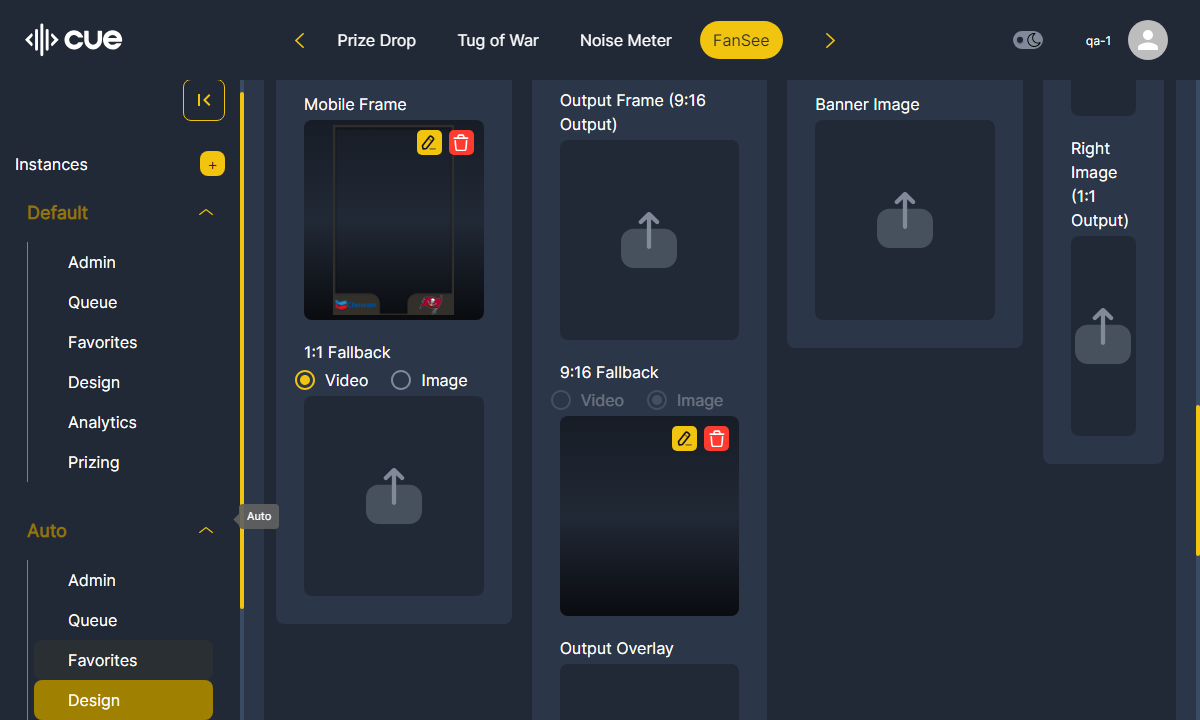 cue
Prize Drop
Tug of War
Noise Meter
FanSee
qa-1
Instances
+
Default
Admin
Queue
Favorites
Design
Analytics
Prizing
Auto
Auto
Admin
Queue
Favorites
Design
Mobile Frame
1:1 Fallback
Video
Image
Output Frame (9:16
Output)
9:16 Fallback
Video
Image
Output Overlay
Banner Image
Right
Image
(1:1
Output)